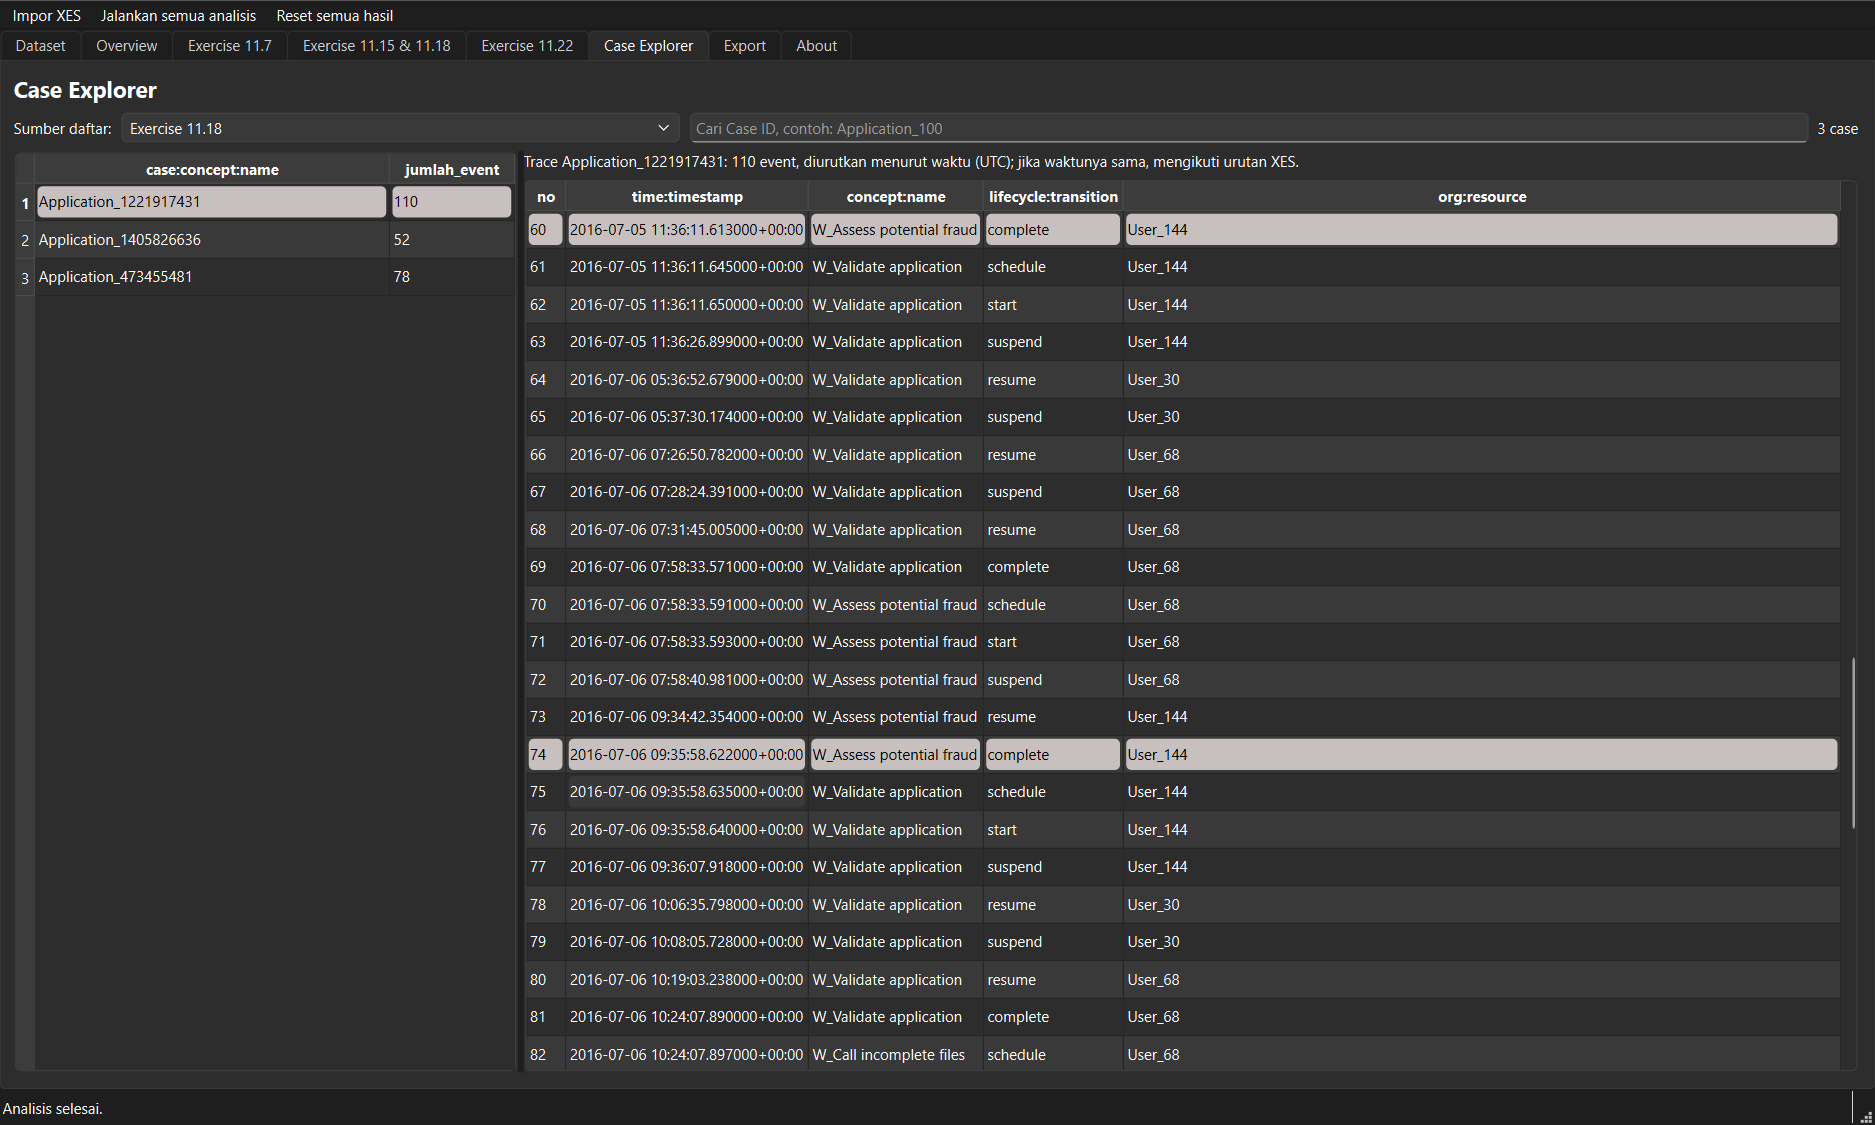 Impor XES Jalankan semua analisis Reset semua hasil
Dataset Overview Exercise 11.7 Exercise 11.15 & 11.18 Exercise 11.22 Case Explorer Export About
Case Explorer
Sumber daftar: Exercise 11.18 Cari Case ID, contoh: Application_100 3 case
case:concept:name jumlah_event
1 Application_1221917431 110
2 Application_1405826636 52
3 Application_473455481 78
Trace Application_1221917431: 110 event, diurutkan menurut waktu (UTC); jika waktunya sama, mengikuti urutan XES.
no time:timestamp concept:name lifecycle:transition org:resource
60 2016-07-05 11:36:11.613000+00:00 W_Assess potential fraud complete User_144
61 2016-07-05 11:36:11.645000+00:00 W_Validate application schedule User_144
62 2016-07-05 11:36:11.650000+00:00 W_Validate application start User_144
63 2016-07-05 11:36:26.899000+00:00 W_Validate application suspend User_144
64 2016-07-06 05:36:52.679000+00:00 W_Validate application resume User_30
65 2016-07-06 05:37:30.174000+00:00 W_Validate application suspend User_30
66 2016-07-06 07:26:50.782000+00:00 W_Validate application resume User_68
67 2016-07-06 07:28:24.391000+00:00 W_Validate application suspend User_68
68 2016-07-06 07:31:45.005000+00:00 W_Validate application resume User_68
69 2016-07-06 07:58:33.571000+00:00 W_Validate application complete User_68
70 2016-07-06 07:58:33.591000+00:00 W_Assess potential fraud schedule User_68
71 2016-07-06 07:58:33.593000+00:00 W_Assess potential fraud start User_68
72 2016-07-06 07:58:40.981000+00:00 W_Assess potential fraud suspend User_68
73 2016-07-06 09:34:42.354000+00:00 W_Assess potential fraud resume User_144
74 2016-07-06 09:35:58.622000+00:00 W_Assess potential fraud complete User_144
75 2016-07-06 09:35:58.635000+00:00 W_Validate application schedule User_144
76 2016-07-06 09:35:58.640000+00:00 W_Validate application start User_144
77 2016-07-06 09:36:07.918000+00:00 W_Validate application suspend User_144
78 2016-07-06 10:06:35.798000+00:00 W_Validate application resume User_30
79 2016-07-06 10:08:05.728000+00:00 W_Validate application suspend User_30
80 2016-07-06 10:19:03.238000+00:00 W_Validate application resume User_68
81 2016-07-06 10:24:07.890000+00:00 W_Validate application complete User_68
82 2016-07-06 10:24:07.897000+00:00 W_Call incomplete files schedule User_68
Analisis selesai.